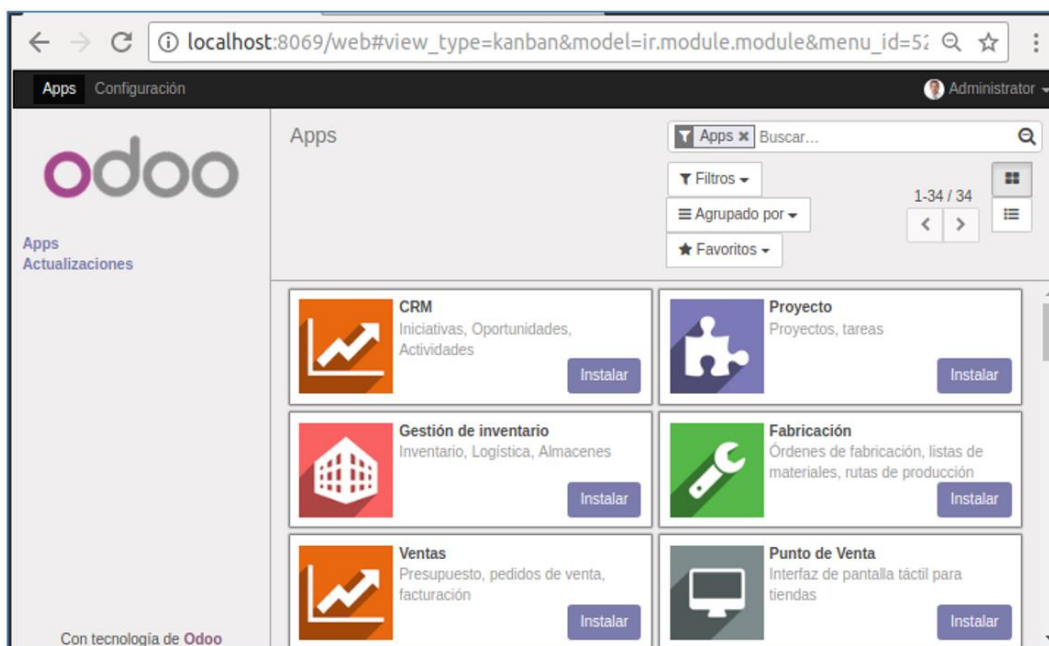 localhost:8069/web#view_type=kanban&model=ir.module.module&menu_id=52
Apps Configuración Administrator
odoo
Apps
Actualizaciones
Apps
Apps × Buscar...
Filtros
Agrupado por
Favoritos
1-34 / 34
CRM
Iniciativas, Oportunidades,
Actividades
Instalar
Proyecto
Proyectos, tareas
Instalar
Gestión de inventario
Inventario, Logística, Almacenes
Instalar
Fabricación
Órdenes de fabricación, listas de
materiales, rutas de producción
Instalar
Ventas
Presupuesto, pedidos de venta,
facturación
Instalar
Punto de Venta
Interfaz de pantalla táctil para
tiendas
Instalar
Con tecnología de Odoo